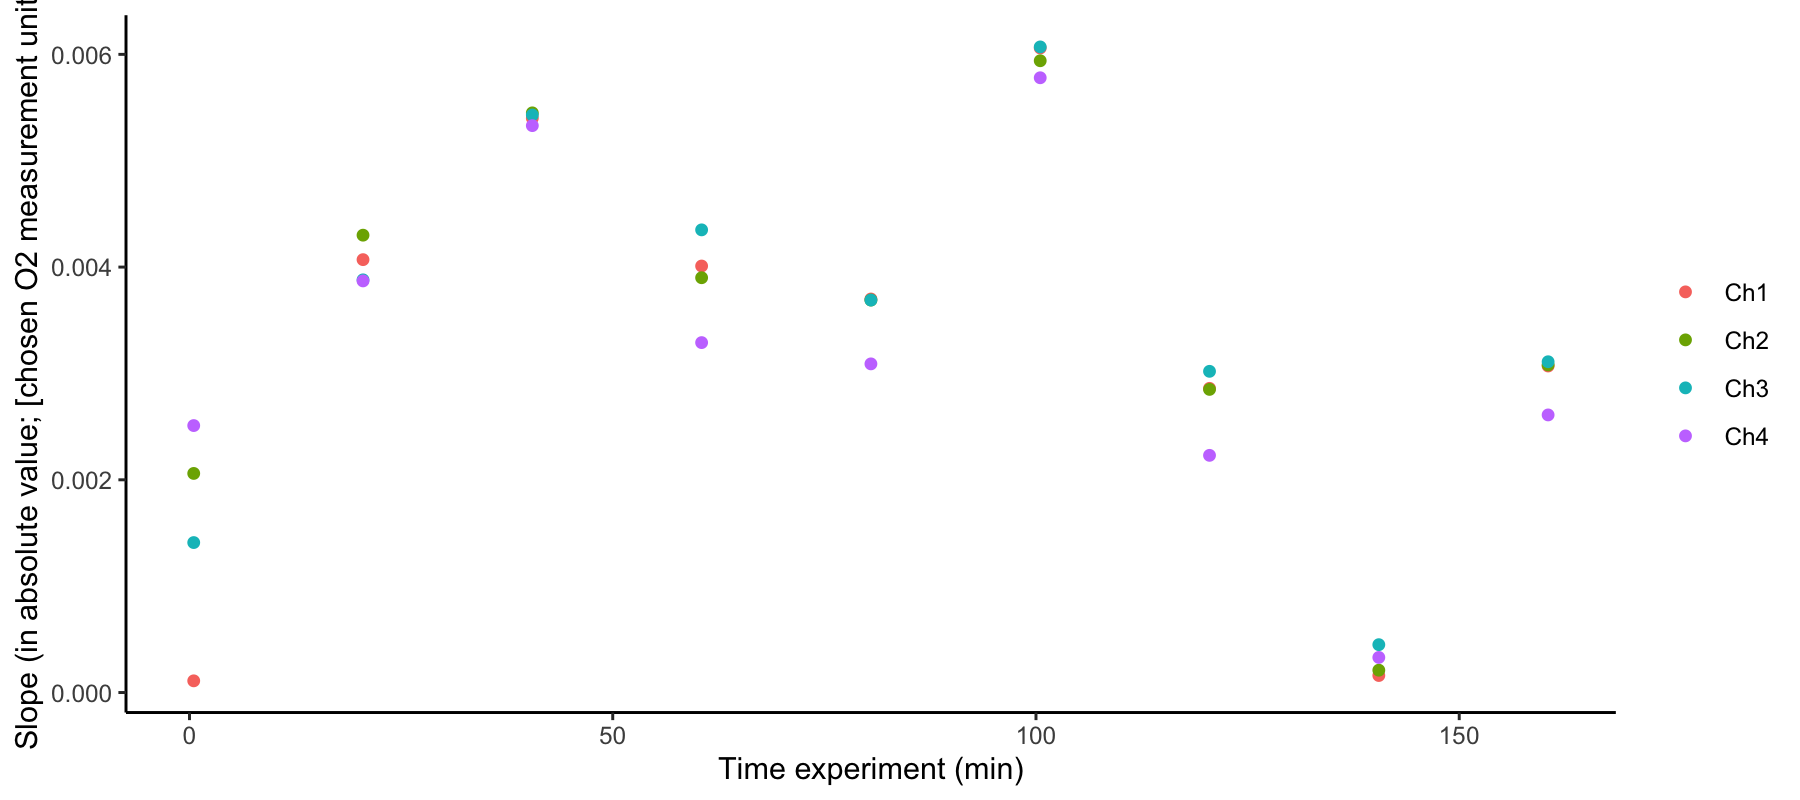 Slope (in absolute value; [chosen O2 measurement unit
0.006
0.004
0.002
0.000
0
50
100
150
Time experiment (min)
Ch1
Ch2
Ch3
Ch4